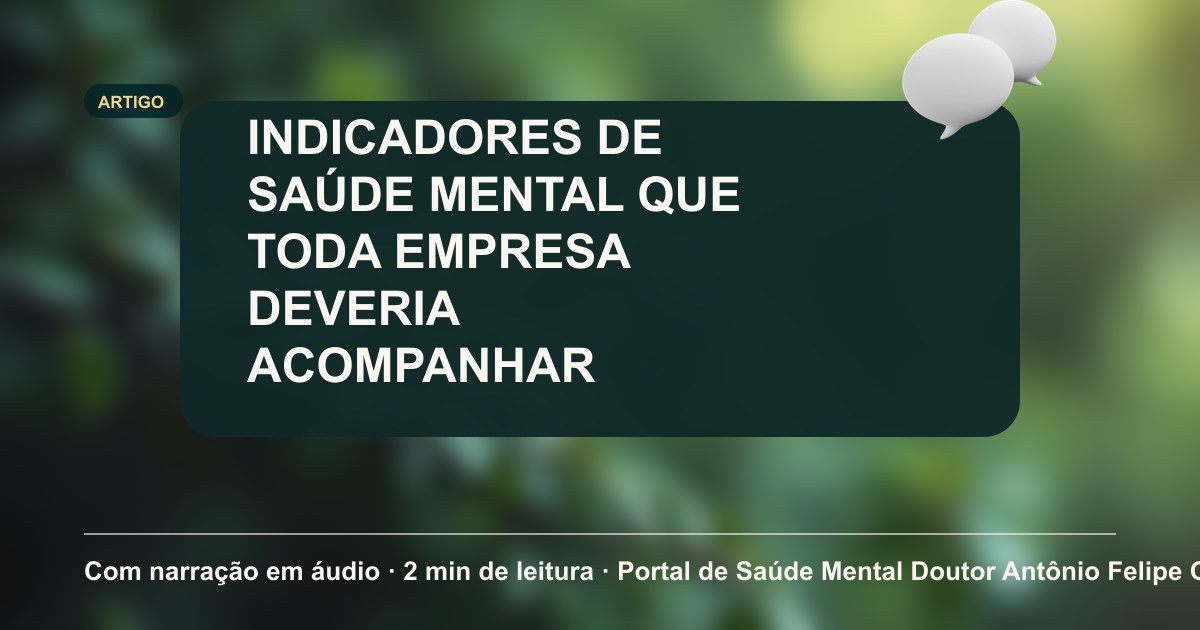 ARTIGO
INDICADORES DE
SAÚDE MENTAL QUE
TODA EMPRESA
DEVERIA
ACOMPANHAR
Com narração em áudio · 2 min de leitura · Portal de Saúde Mental Doutor Antônio Felipe